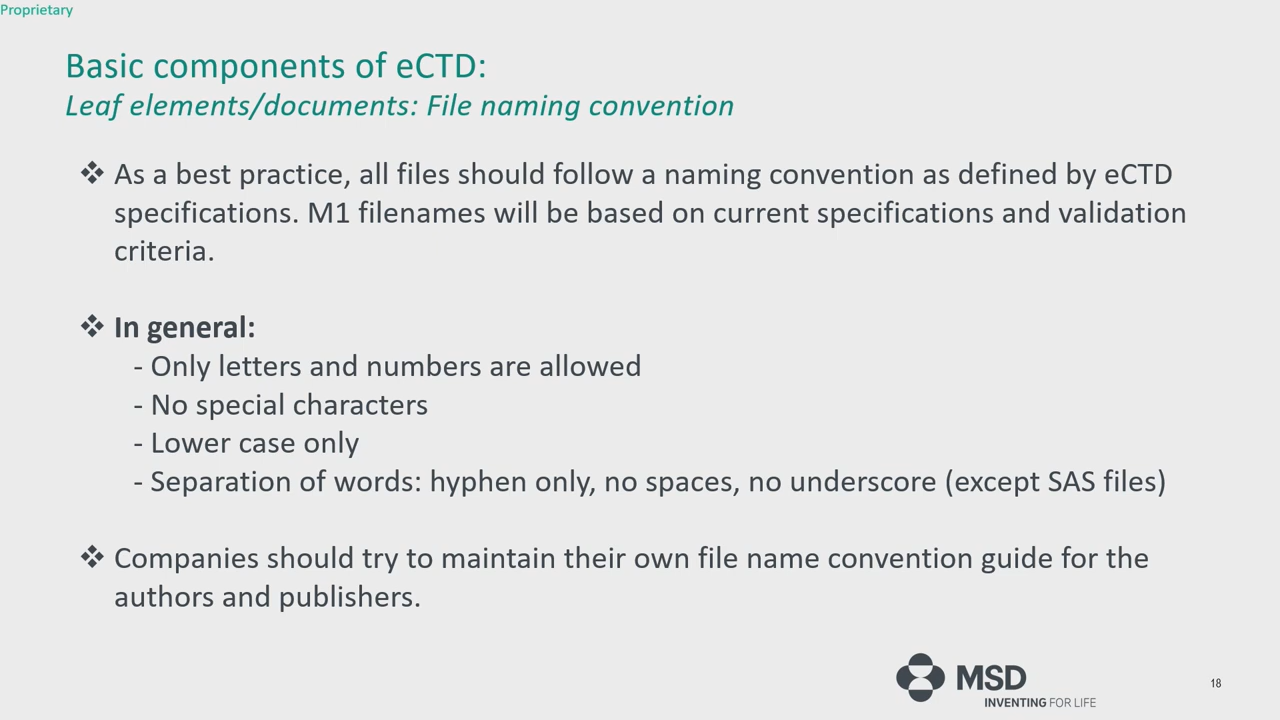 Proprietary
Basic components of eCTD:
Leaf elements/documents: File naming convention
❖ As a best practice, all files should follow a naming convention as defined by eCTD
specifications. M1 filenames will be based on current specifications and validation
criteria.
❖ In general:
- Only letters and numbers are allowed
- No special characters
- Lower case only
- Separation of words: hyphen only, no spaces, no underscore (except SAS files)
❖ Companies should try to maintain their own file name convention guide for the
authors and publishers.
MSD
INVENTING FOR LIFE
18